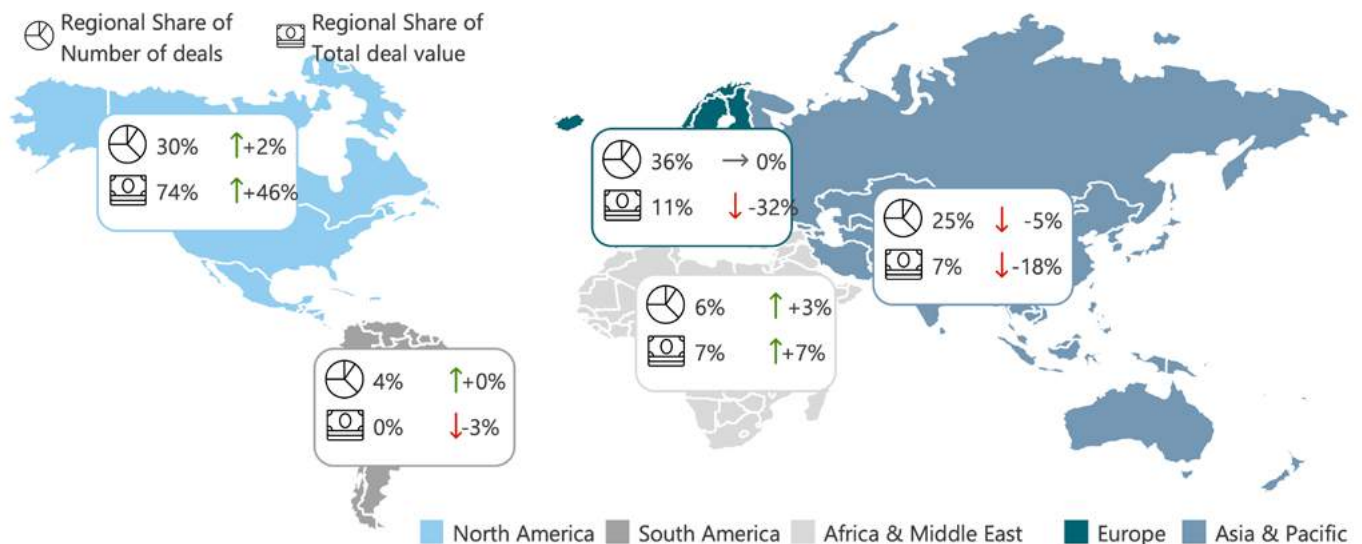 Regional Share of
Number of deals
Regional Share of
Total deal value
30% ↑+2%
74% ↑+46%
36% → 0%
11% ↓ -32%
25% ↓ -5%
7% ↓-18%
6% ↑+3%
7% ↑+7%
4% ↑+0%
0% ↓-3%
North America South America Africa & Middle East Europe Asia & Pacific